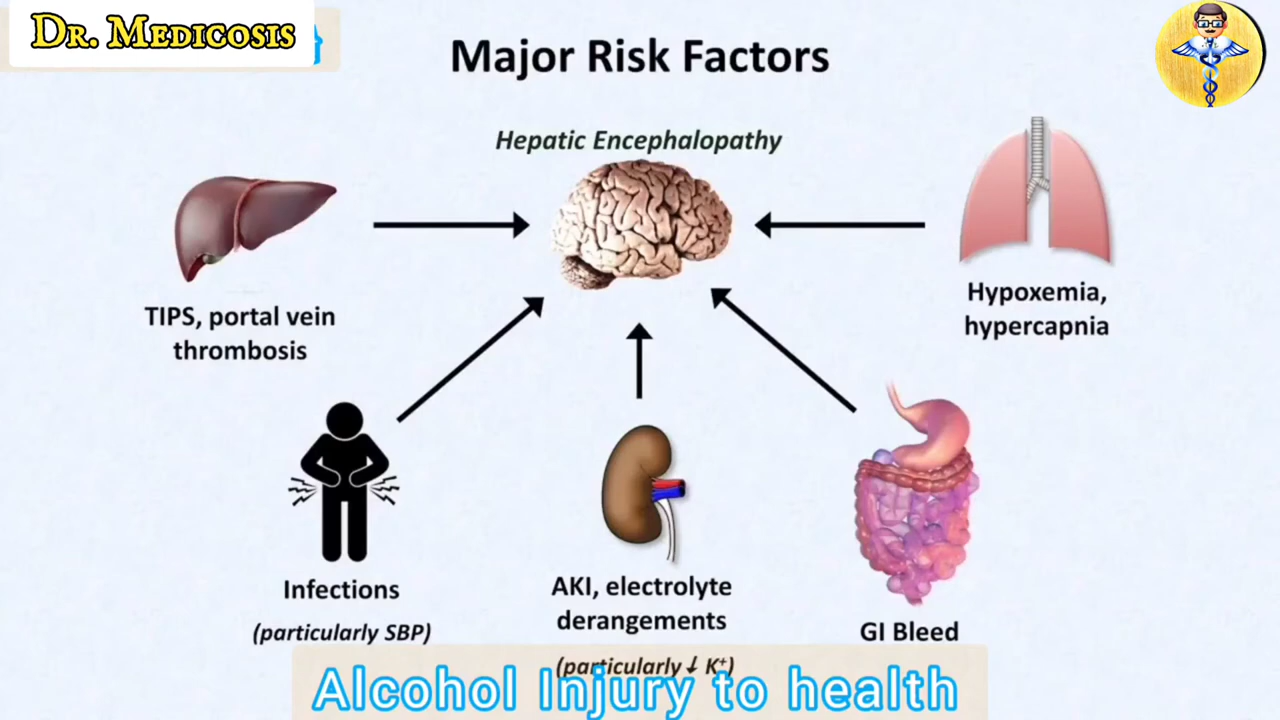 Dr. Medicosis
Major Risk Factors
Hepatic Encephalopathy
TIPS, portal vein
thrombosis
Hypoxemia,
hypercapnia
Infections
(particularly SBP)
AKI, electrolyte
derangements
(particularly ↓ K⁺)
GI Bleed
Alcohol Injury to health